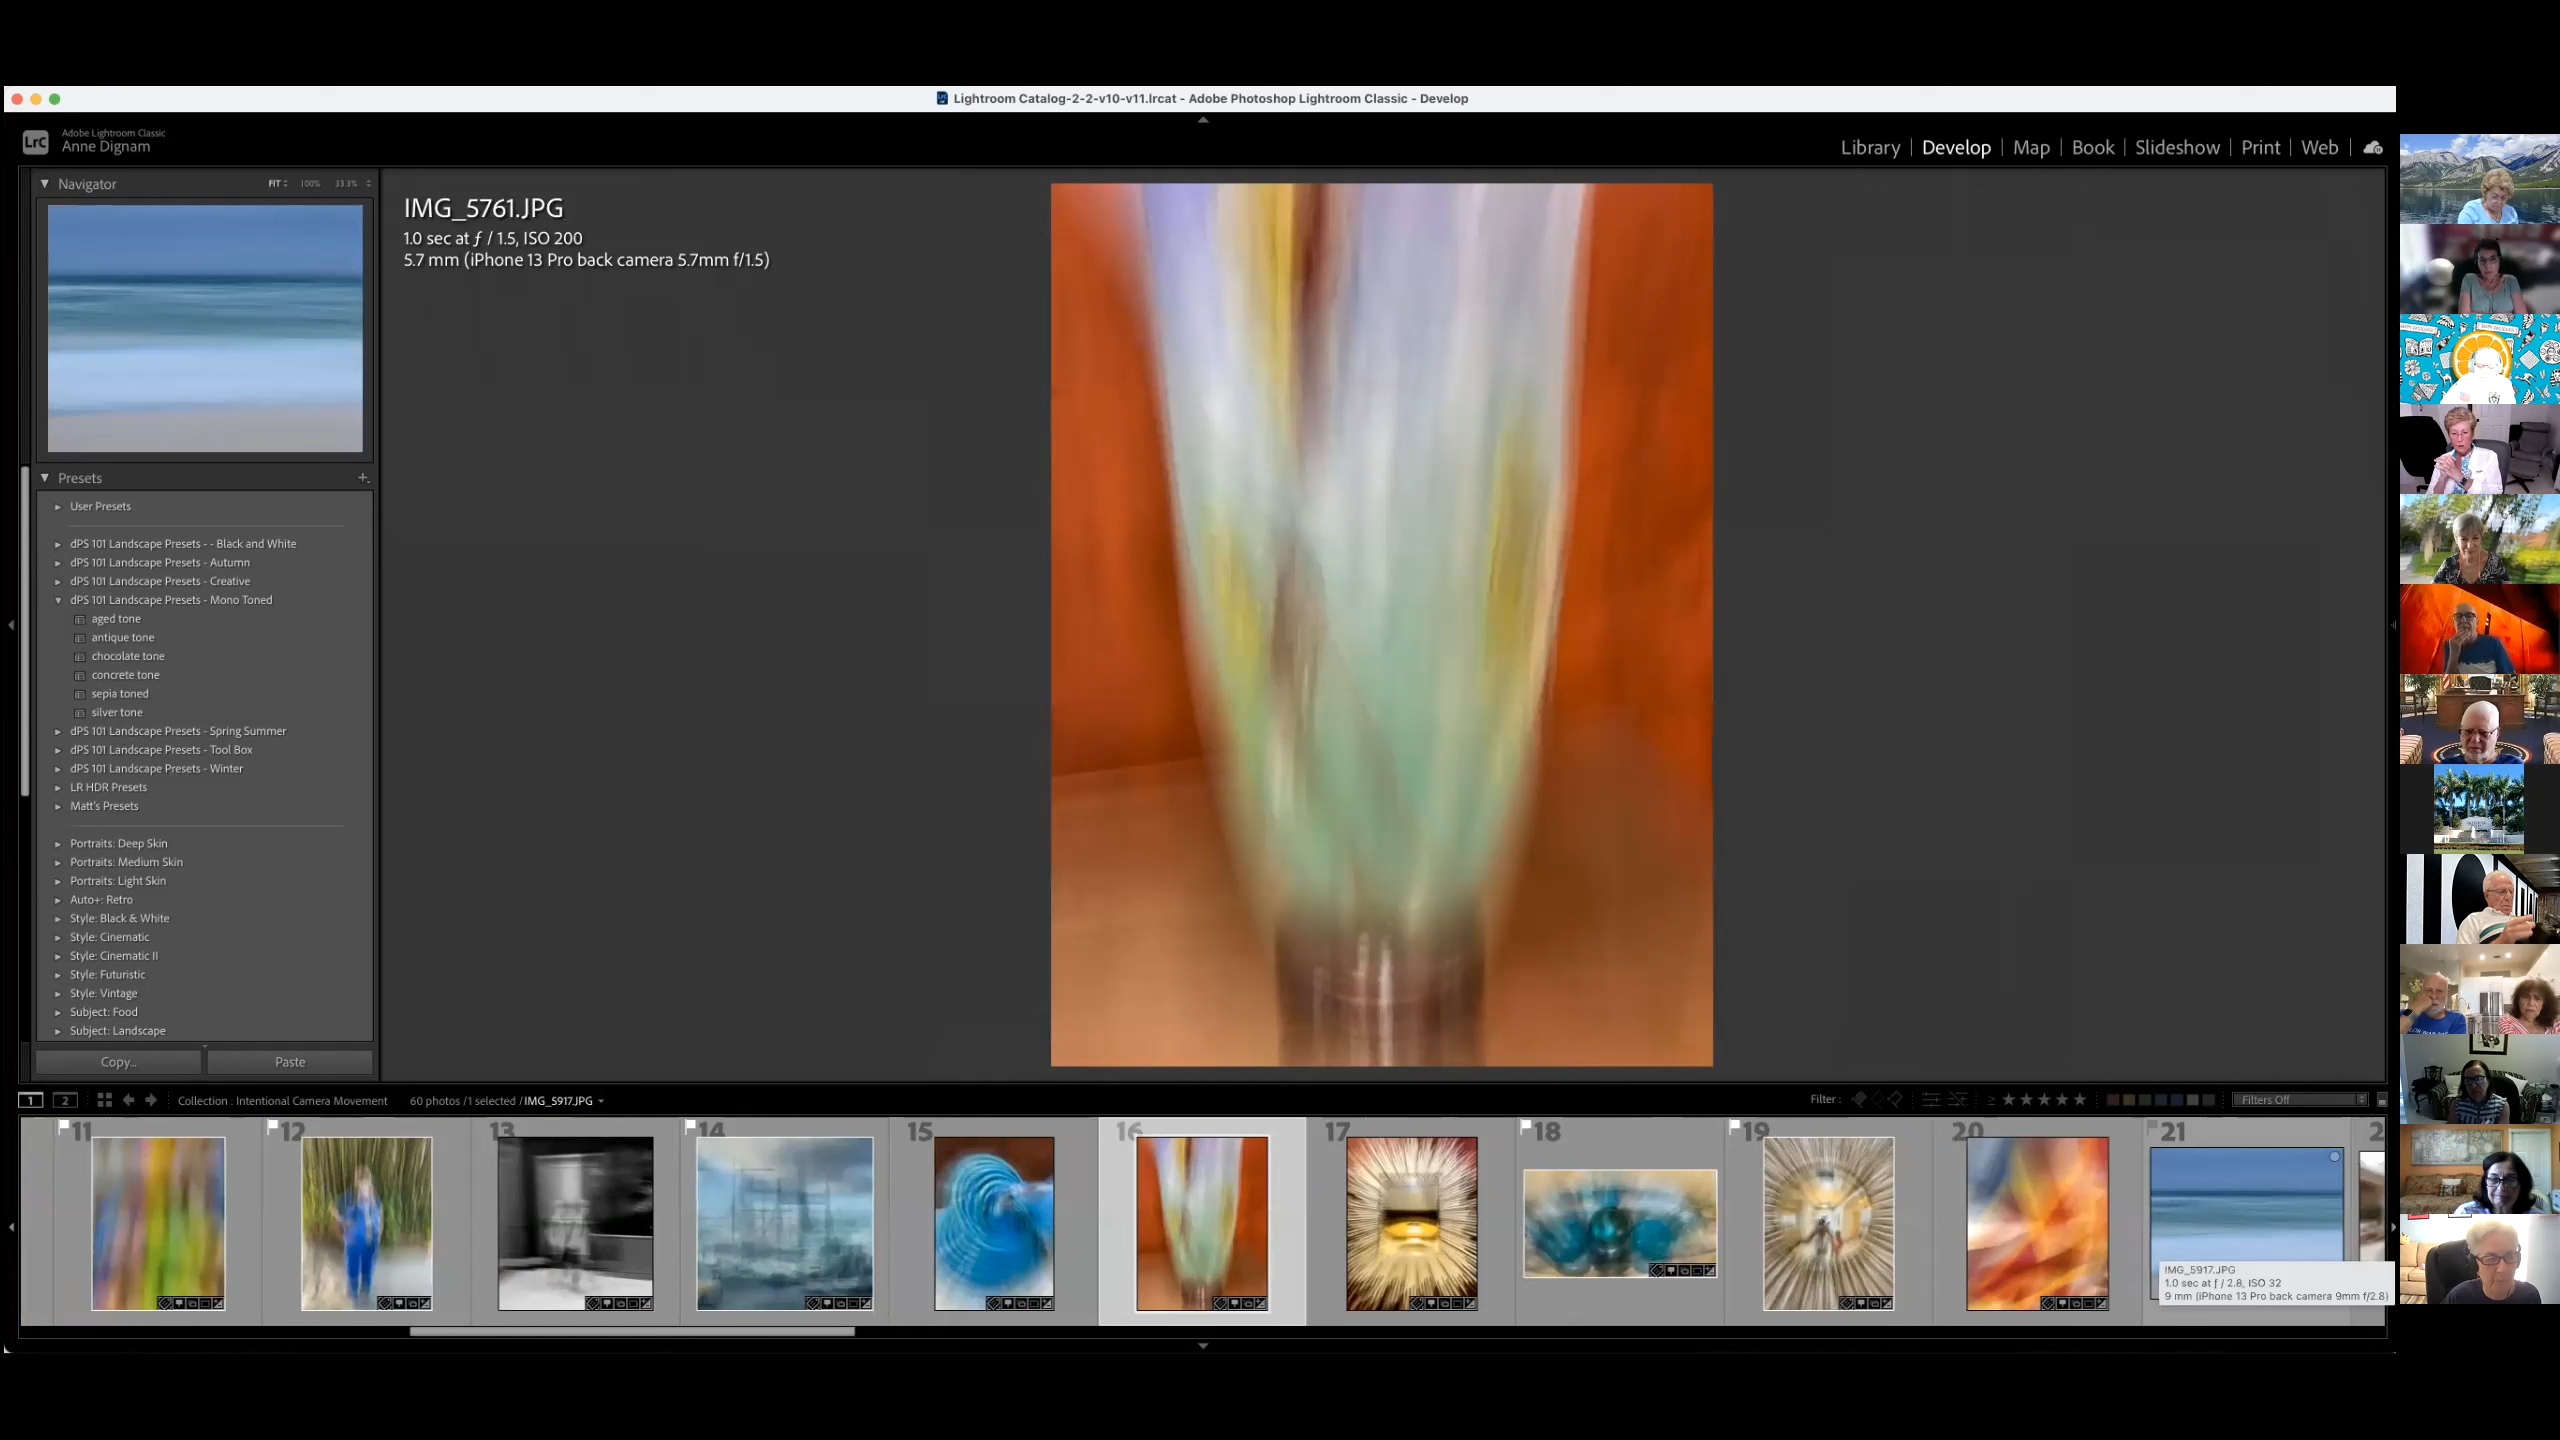 Lightroom Catalog-2-2-v10-v11.lrcat - Adobe Photoshop Lightroom Classic - Develop
LrC
Adobe Lightroom Classic
Anne Dignam
Library | Develop | Map | Book | Slideshow | Print | Web |
Navigator
FIT
100%
33.3%
IMG_5761.JPG
1.0 sec at ƒ / 1.5, ISO 200
5.7 mm (iPhone 13 Pro back camera 5.7mm f/1.5)
Presets
User Presets
dPS 101 Landscape Presets - - Black and White
dPS 101 Landscape Presets - Autumn
dPS 101 Landscape Presets - Creative
dPS 101 Landscape Presets - Mono Toned
aged tone
antique tone
chocolate tone
concrete tone
sepia toned
silver tone
dPS 101 Landscape Presets - Spring Summer
dPS 101 Landscape Presets - Tool Box
dPS 101 Landscape Presets - Winter
LR HDR Presets
Matt's Presets
Portraits: Deep Skin
Portraits: Medium Skin
Portraits: Light Skin
Auto+: Retro
Style: Black & White
Style: Cinematic
Style: Cinematic II
Style: Futuristic
Style: Vintage
Subject: Food
Subject: Landscape
Copy...
Paste
1
2
Collection : Intentional Camera Movement
60 photos / 1 selected / IMG_5917.JPG
Filter :
Filters Off
11
12
13
14
15
16
17
18
19
20
21
2
IMG_5917.JPG
1.0 sec at ƒ / 2.8, ISO 32
9 mm (iPhone 13 Pro back camera 9mm f/2.8)